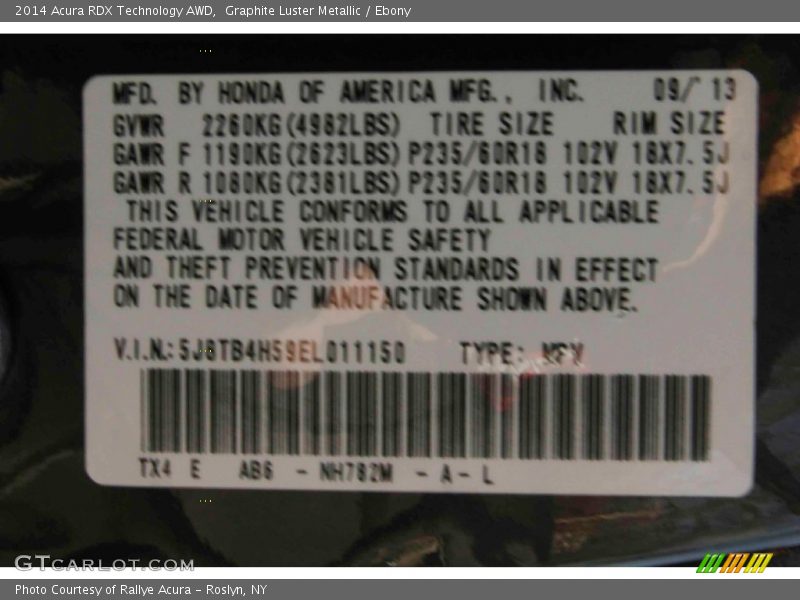 2014 Acura RDX Technology AWD, Graphite Luster Metallic / Ebony
MFD. BY HONDA OF AMERICA MFG., INC. 09/'13
GVWR 2260KG(4982LBS) TIRE SIZE RIM SIZE
GAWR F 1190KG(2623LBS) P235/60R18 102V 18X7.5J
GAWR R 1080KG(2381LBS) P235/60R18 102V 18X7.5J
THIS VEHICLE CONFORMS TO ALL APPLICABLE
FEDERAL MOTOR VEHICLE SAFETY
AND THEFT PREVENTION STANDARDS IN EFFECT
ON THE DATE OF MANUFACTURE SHOWN ABOVE.
V.I.N.: 5J8TB4H59EL011150 TYPE: MPV
TX4 E AB6 - NH782M - A - L
GTCARLOT.COM
Photo Courtesy of Rallye Acura – Roslyn, NY